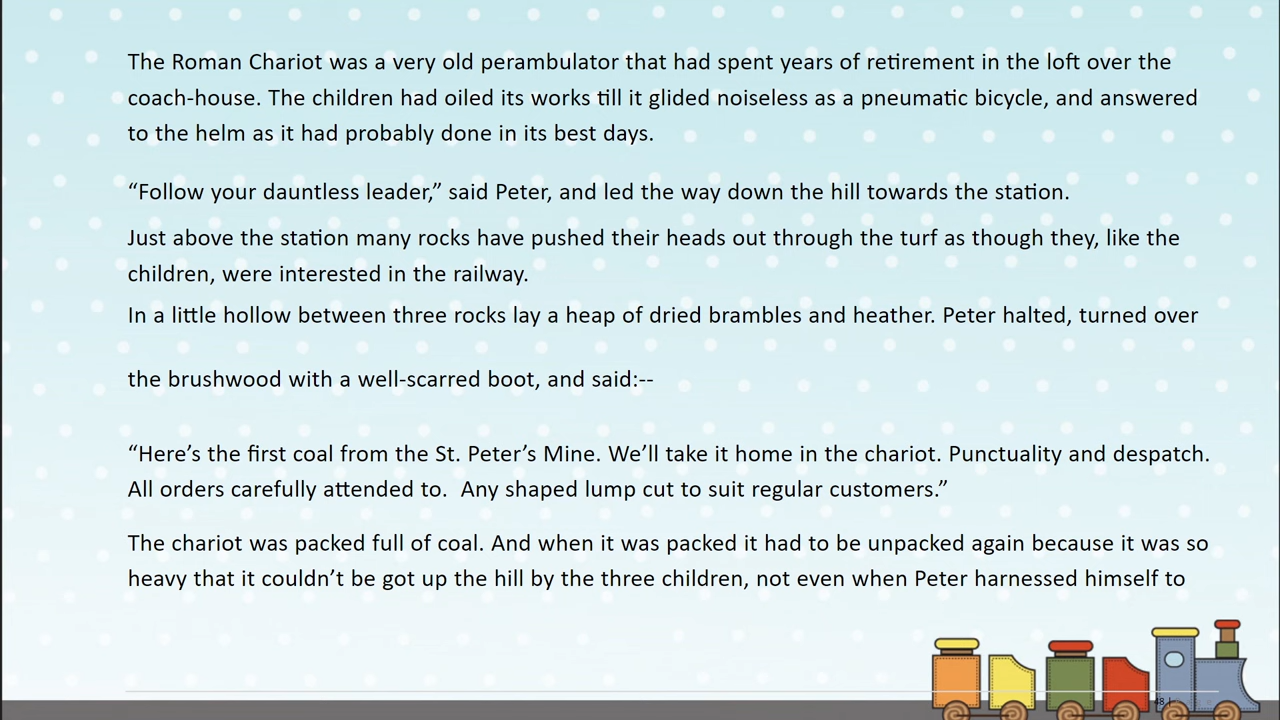 The Roman Chariot was a very old perambulator that had spent years of retirement in the loft over the
coach-house. The children had oiled its works till it glided noiseless as a pneumatic bicycle, and answered
to the helm as it had probably done in its best days.
“Follow your dauntless leader,” said Peter, and led the way down the hill towards the station.
Just above the station many rocks have pushed their heads out through the turf as though they, like the
children, were interested in the railway.
In a little hollow between three rocks lay a heap of dried brambles and heather. Peter halted, turned over
the brushwood with a well-scarred boot, and said:--
“Here’s the first coal from the St. Peter’s Mine. We’ll take it home in the chariot. Punctuality and despatch.
All orders carefully attended to.  Any shaped lump cut to suit regular customers.”
The chariot was packed full of coal. And when it was packed it had to be unpacked again because it was so
heavy that it couldn’t be got up the hill by the three children, not even when Peter harnessed himself to